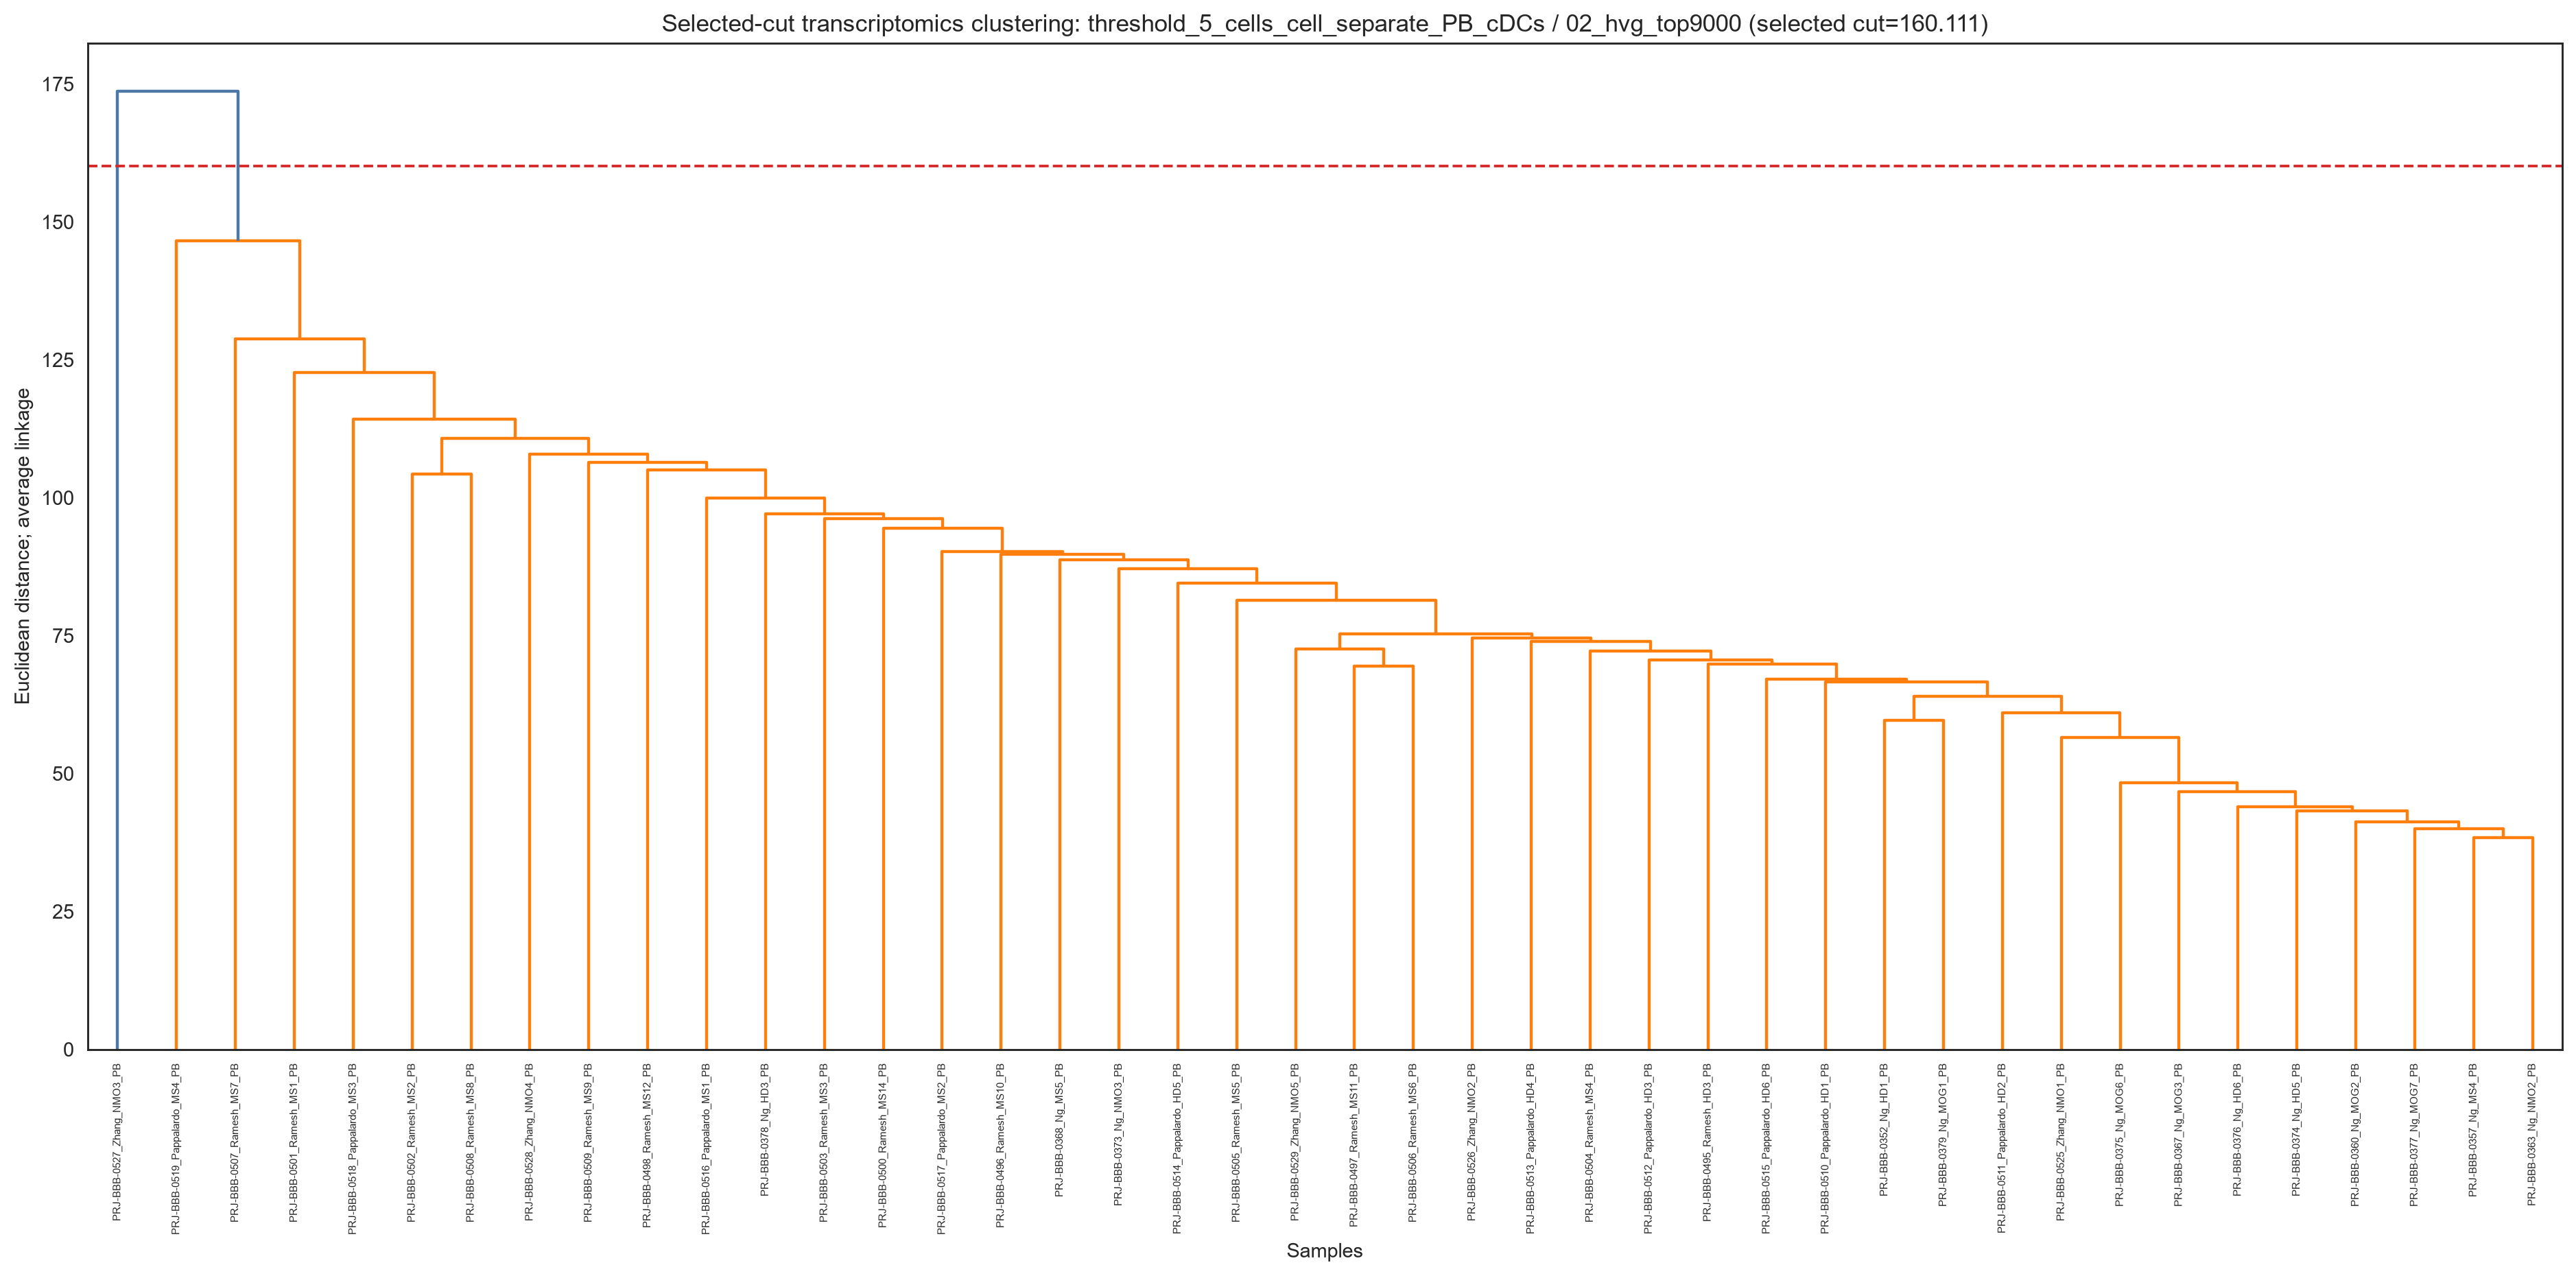 Selected-cut transcriptomics clustering: threshold_5_cells_cell_separate_PB_cDCs / 02_hvg_top9000 (selected cut=160.111)
Euclidean distance; average linkage
175
150
125
100
75
50
25
0
PRJ-BBB-0527_Zhang_NMO3_PB
PRJ-BBB-0519_Pappalardo_MS4_PB
PRJ-BBB-0507_Ramesh_MS7_PB
PRJ-BBB-0501_Ramesh_MS1_PB
PRJ-BBB-0518_Pappalardo_MS3_PB
PRJ-BBB-0502_Ramesh_MS2_PB
PRJ-BBB-0508_Ramesh_MS8_PB
PRJ-BBB-0528_Zhang_NMO4_PB
PRJ-BBB-0509_Ramesh_MS9_PB
PRJ-BBB-0498_Ramesh_MS12_PB
PRJ-BBB-0516_Pappalardo_MS1_PB
PRJ-BBB-0378_Ng_HD3_PB
PRJ-BBB-0503_Ramesh_MS3_PB
PRJ-BBB-0500_Ramesh_MS14_PB
PRJ-BBB-0517_Pappalardo_MS2_PB
PRJ-BBB-0496_Ramesh_MS10_PB
PRJ-BBB-0368_Ng_MS5_PB
PRJ-BBB-0373_Ng_NMO3_PB
PRJ-BBB-0514_Pappalardo_HD5_PB
PRJ-BBB-0505_Ramesh_MS5_PB
PRJ-BBB-0529_Zhang_NMO5_PB
PRJ-BBB-0497_Ramesh_MS11_PB
PRJ-BBB-0506_Ramesh_MS6_PB
PRJ-BBB-0526_Zhang_NMO2_PB
PRJ-BBB-0513_Pappalardo_HD4_PB
PRJ-BBB-0504_Ramesh_MS4_PB
PRJ-BBB-0512_Pappalardo_HD3_PB
PRJ-BBB-0495_Ramesh_HD3_PB
PRJ-BBB-0515_Pappalardo_HD6_PB
PRJ-BBB-0510_Pappalardo_HD1_PB
PRJ-BBB-0352_Ng_HD1_PB
PRJ-BBB-0379_Ng_MOG1_PB
PRJ-BBB-0511_Pappalardo_HD2_PB
PRJ-BBB-0525_Zhang_NMO1_PB
PRJ-BBB-0375_Ng_MOG6_PB
PRJ-BBB-0367_Ng_MOG3_PB
PRJ-BBB-0376_Ng_HD6_PB
PRJ-BBB-0374_Ng_HD5_PB
PRJ-BBB-0360_Ng_MOG2_PB
PRJ-BBB-0377_Ng_MOG7_PB
PRJ-BBB-0357_Ng_MS4_PB
PRJ-BBB-0363_Ng_NMO2_PB
Samples